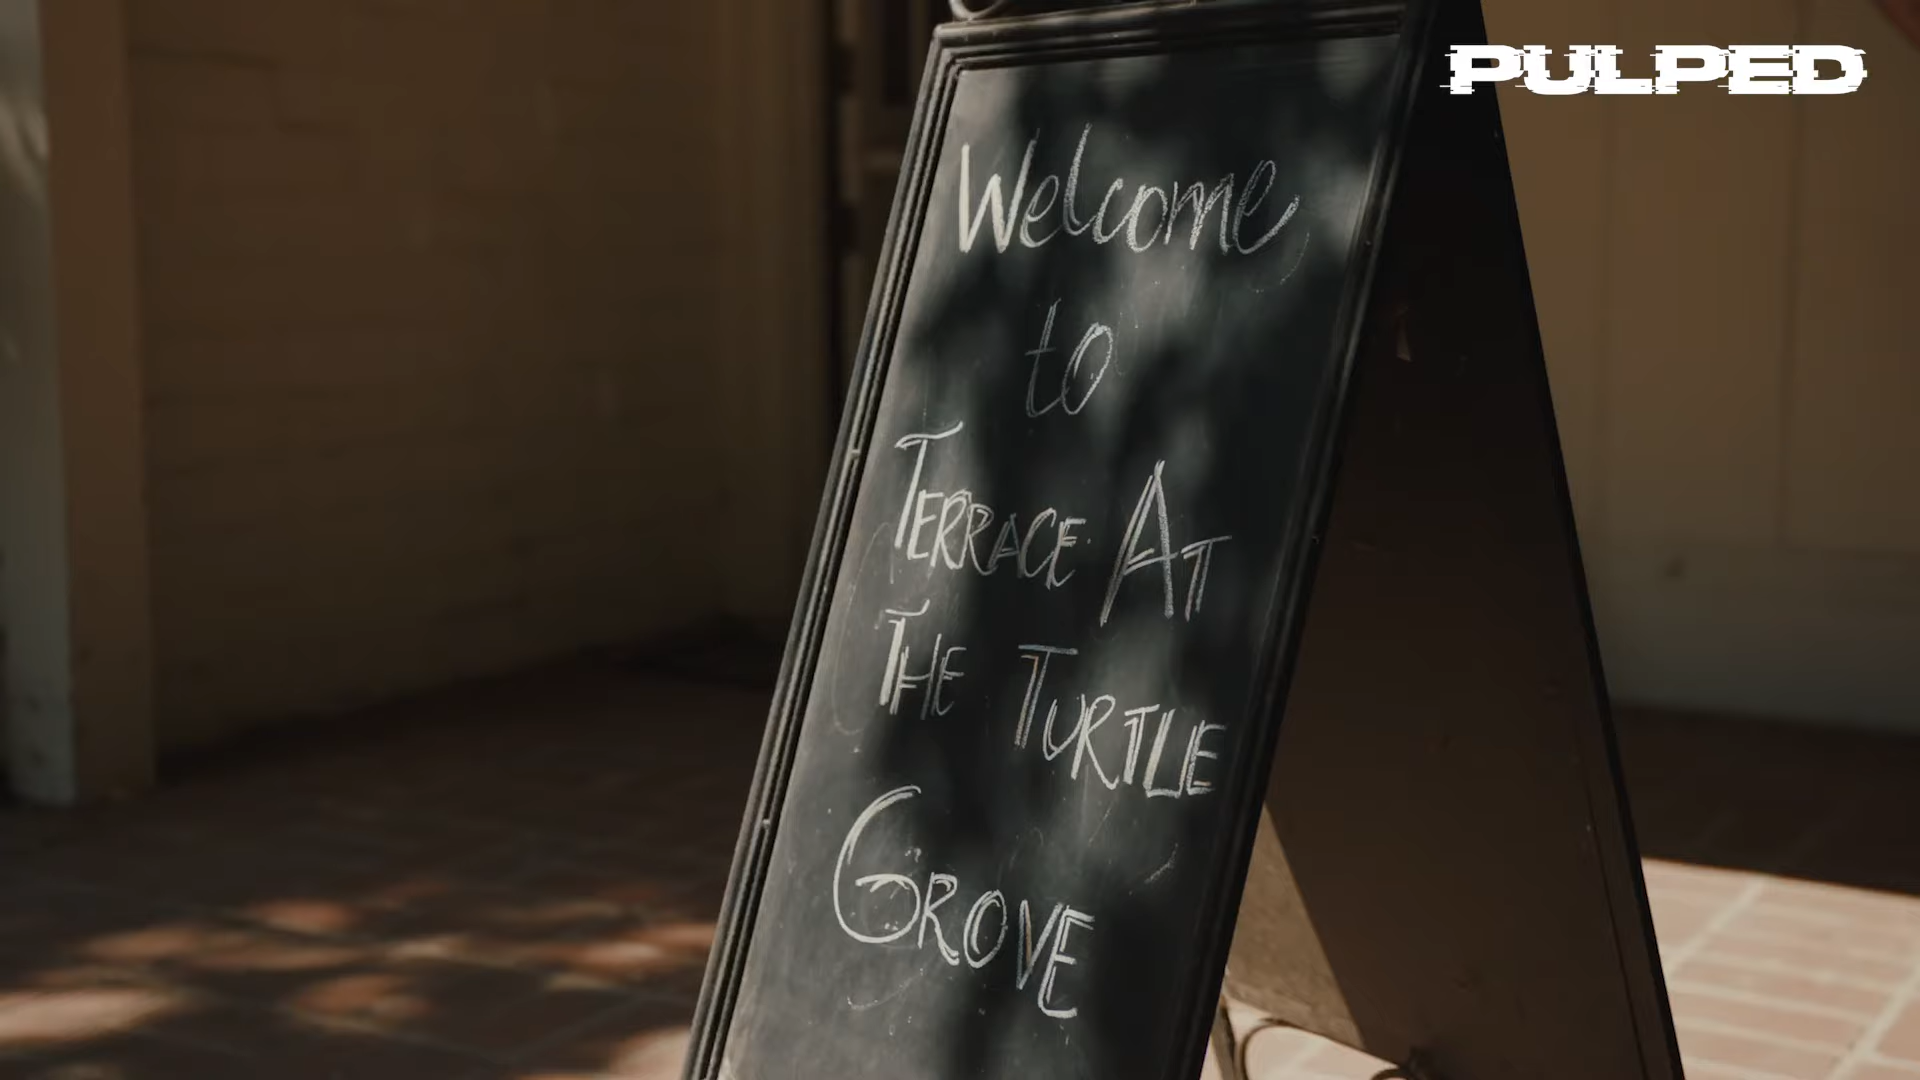 PULPED
Welcome
to
TERRACE AT
THE TURTLE
GROVE